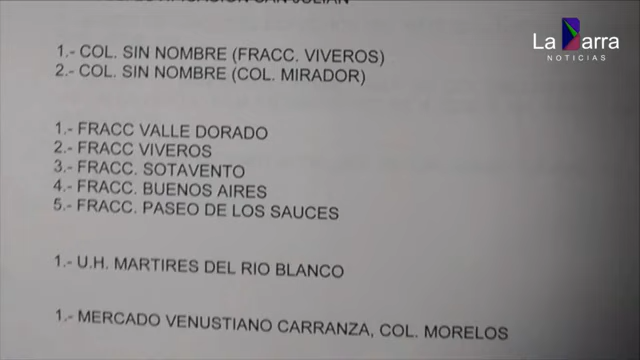 1.- COL. SIN NOMBRE (FRACC. VIVEROS)
2.- COL. SIN NOMBRE (COL. MIRADOR)
1.- FRACC VALLE DORADO
2.- FRACC VIVEROS
3.- FRACC. SOTAVENTO
4.- FRACC. BUENOS AIRES
5.- FRACC. PASEO DE LOS SAUCES
1.- U.H. MARTIRES DEL RIO BLANCO
1.- MERCADO VENUSTIANO CARRANZA, COL. MORELOS
La Barra
NOTICIAS